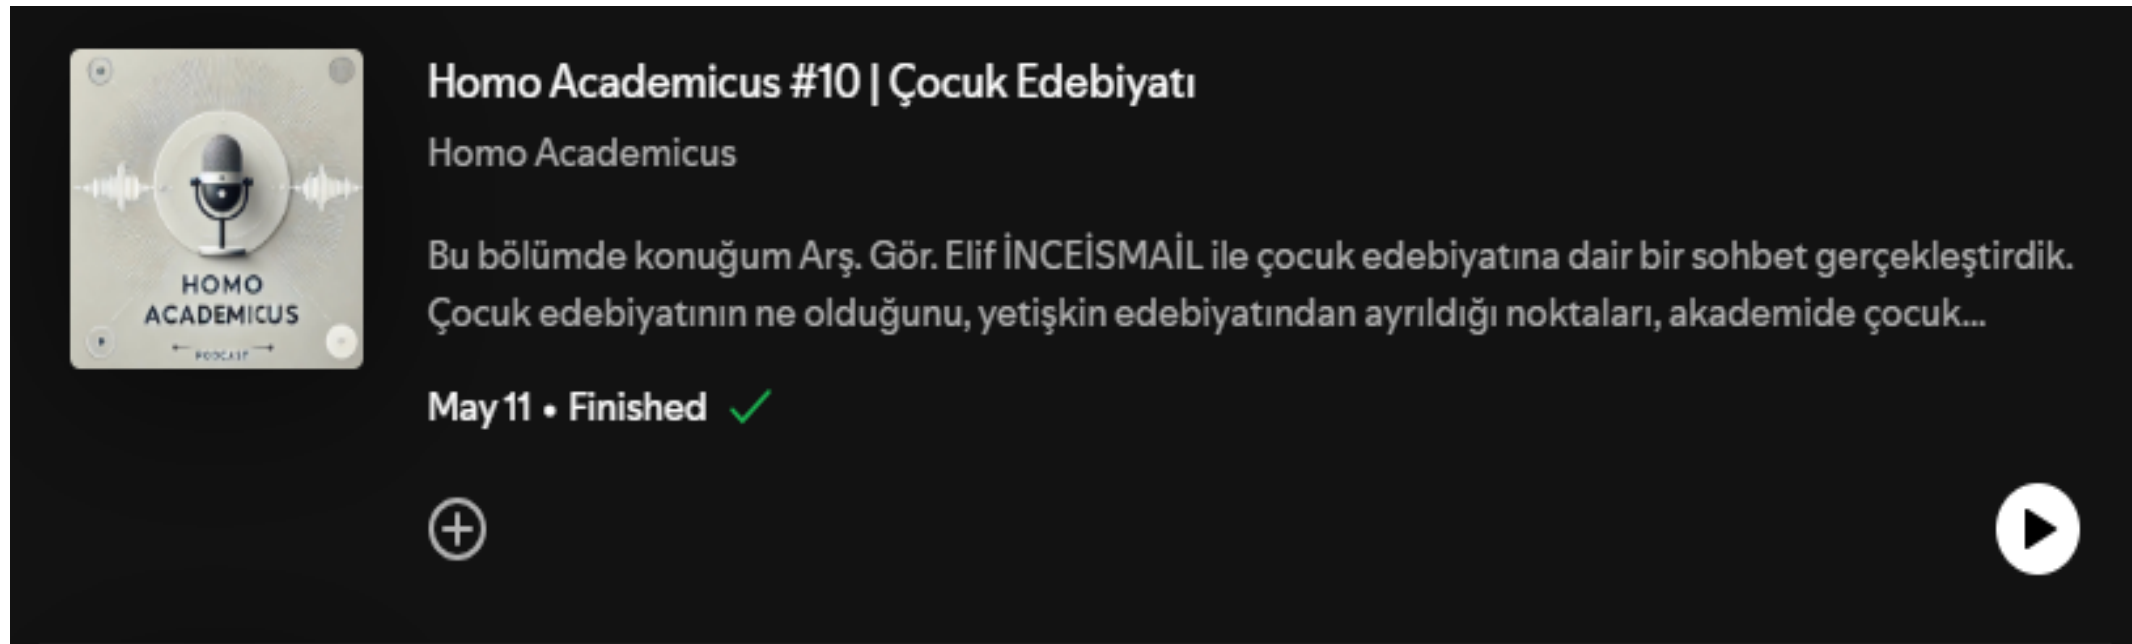 HOMO
ACADEMICUS
PODCAST
Homo Academicus #10 | Çocuk Edebiyatı
Homo Academicus
Bu bölümde konuğum Arş. Gör. Elif İNCEİSMAİL ile çocuk edebiyatına dair bir sohbet gerçekleştirdik.
Çocuk edebiyatının ne olduğunu, yetişkin edebiyatından ayrıldığı noktaları, akademide çocuk...
May 11 • Finished